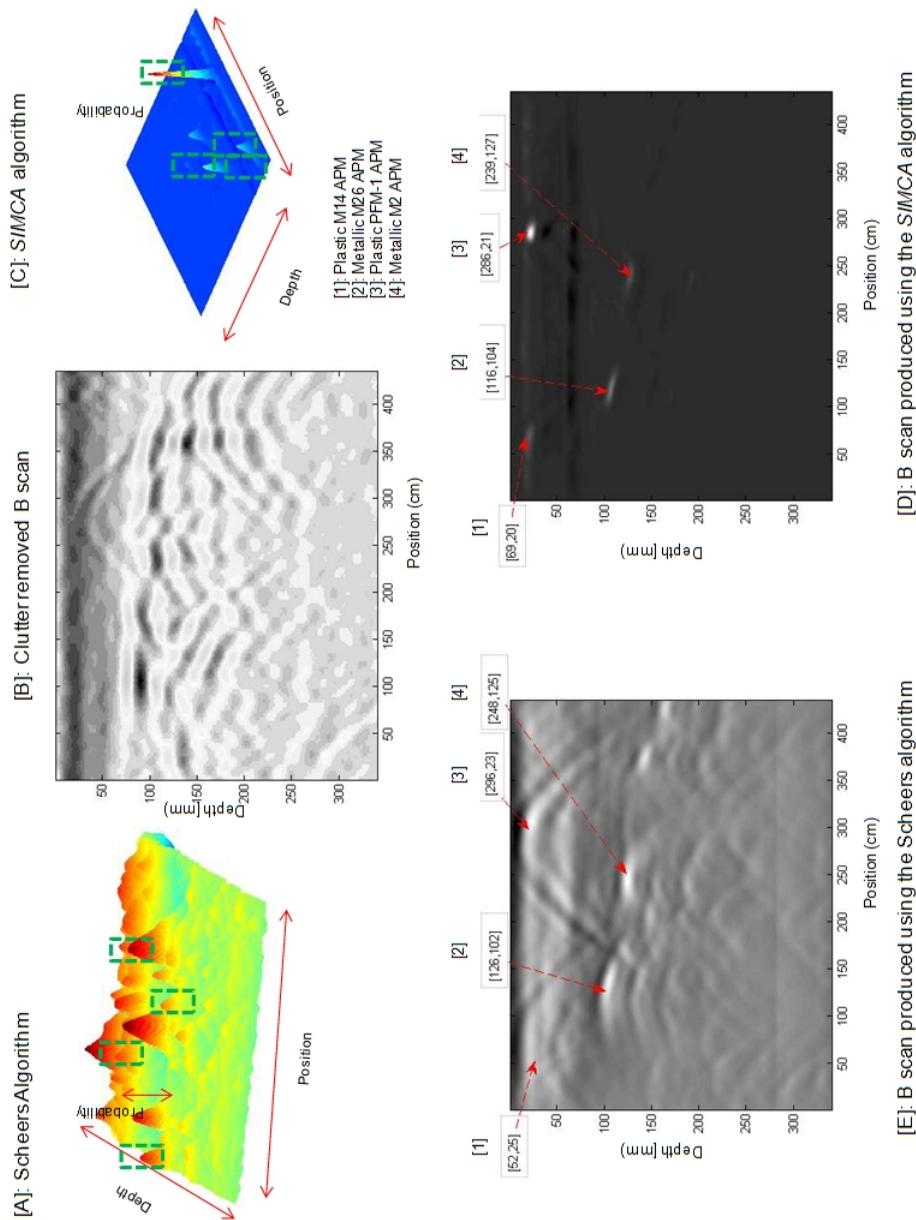 [A]: ScheersAlgorithm
Depth
Probability
Position
[B]: Clutter removed B scan
Depth[mm)
50
100
150
200
250
300
50
100
150
200
250
300
350
400
Position (cm)
[C]: SIMCA algorithm
Probability
Depth
Position
[1]: Plastic M14 APM
[2]: Metallic M26 APM
[3]: Plastic PFM-1 APM
[4]: Metallic M2 APM
[1]
[2]
[3]
[4]
[52,25]
[126,102]
[296,23]
[248,125]
Depth[mm)
50
100
150
200
250
300
50
100
150
200
250
300
350
400
Position (cm)
[E]: B scan produced using the Scheers algorithm
[1]
[2]
[3]
[4]
[69,20]
[116,104]
[286,21]
[239,127]
Depth[mm)
50
100
150
200
250
300
50
100
150
200
250
300
350
400
Position (cm)
[D]: B scan produced using the SIMCA algorithm